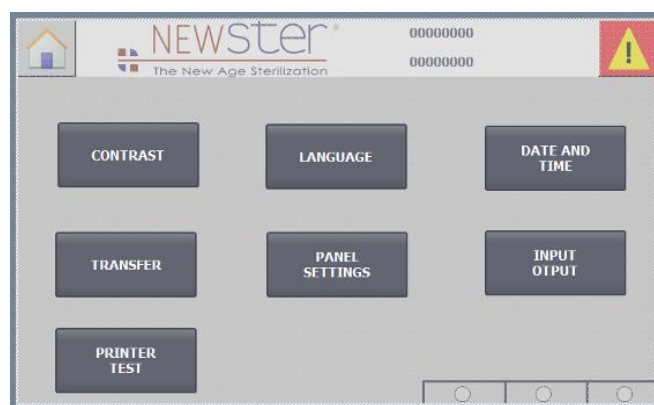 NEWSter®
The New Age Sterilization
00000000
00000000
CONTRAST
LANGUAGE
DATE AND
TIME
TRANSFER
PANEL
SETTINGS
INPUT
OTPUT
PRINTER
TEST